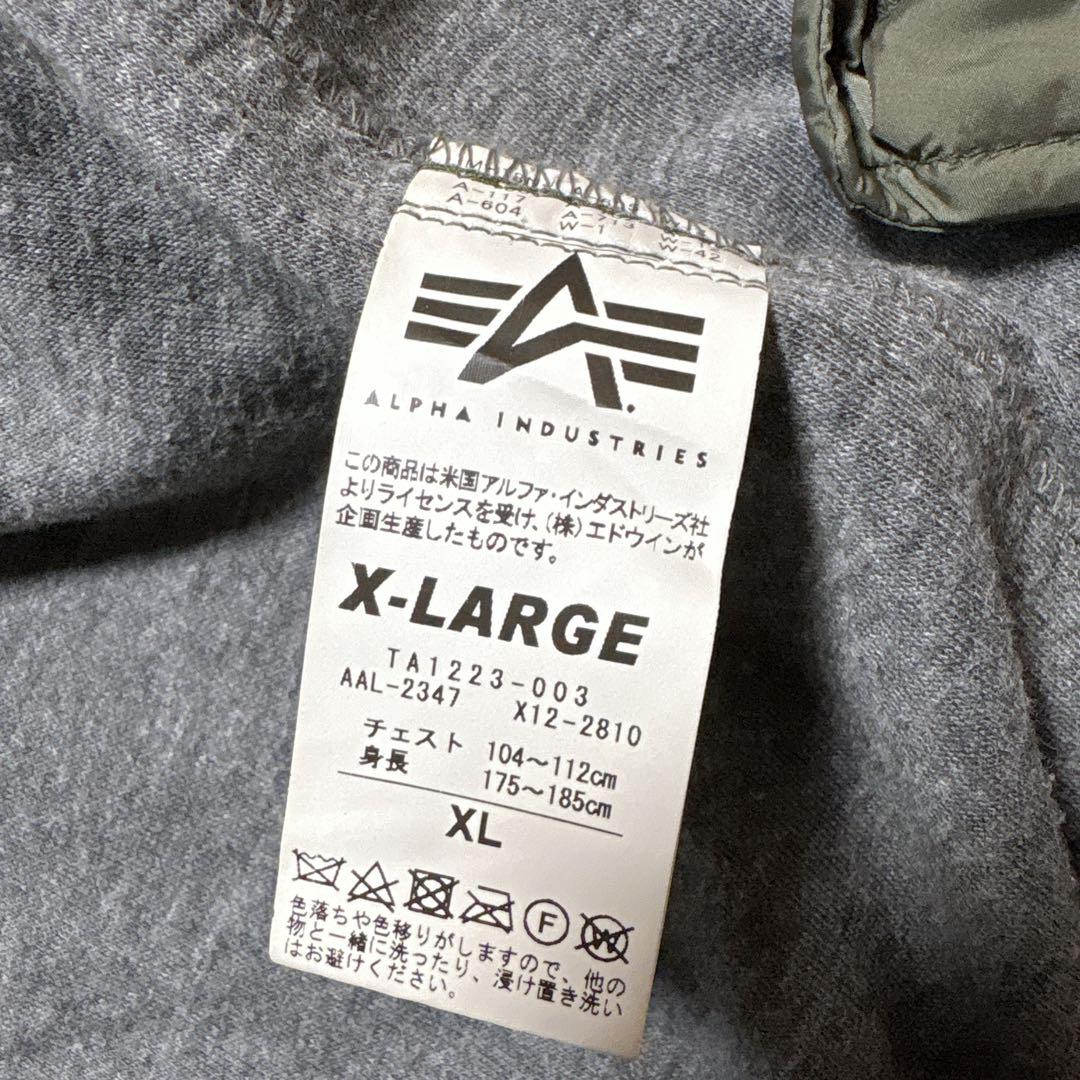 A-117
A-604 W-1 W-42
ALPHA INDUSTRIES
この商品は米国アルファ・インダストリーズ社
よりライセンスを受け、(株)エドウインが
企画生産したものです。
X-LARGE
TA1223-003
AAL-2347 X12-2810
チェスト 104～112cm
身長 175～185cm
XL
F W
色落ちや色移りがしますので、他の
物と一緒に洗ったり、浸け置き洗い
はお避けください。